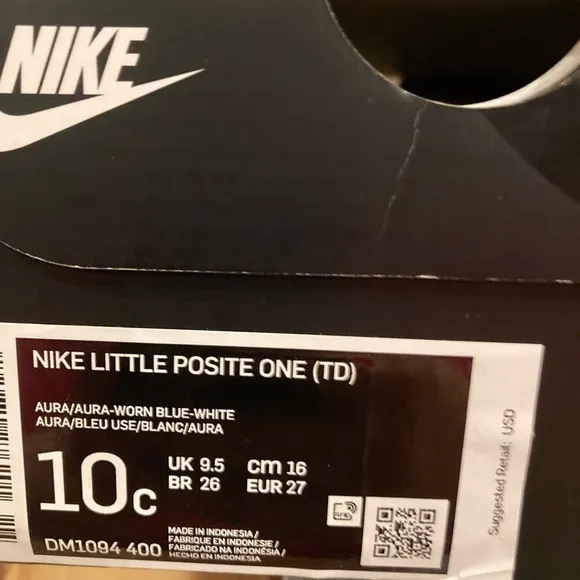 NIKE
NIKE LITTLE POSITE ONE (TD)
AURA/AURA-WORN BLUE-WHITE
AURA/BLEU USE/BLANC/AURA
10C
UK 9.5 cm 16
BR 26 EUR 27
RFID
MADE IN INDONESIA /
FABRIQUE EN INDONESIE /
FABRICADO NA INDONÉSIA /
HECHO EN INDONESIA
DM1094 400
Suggested Retail: USD